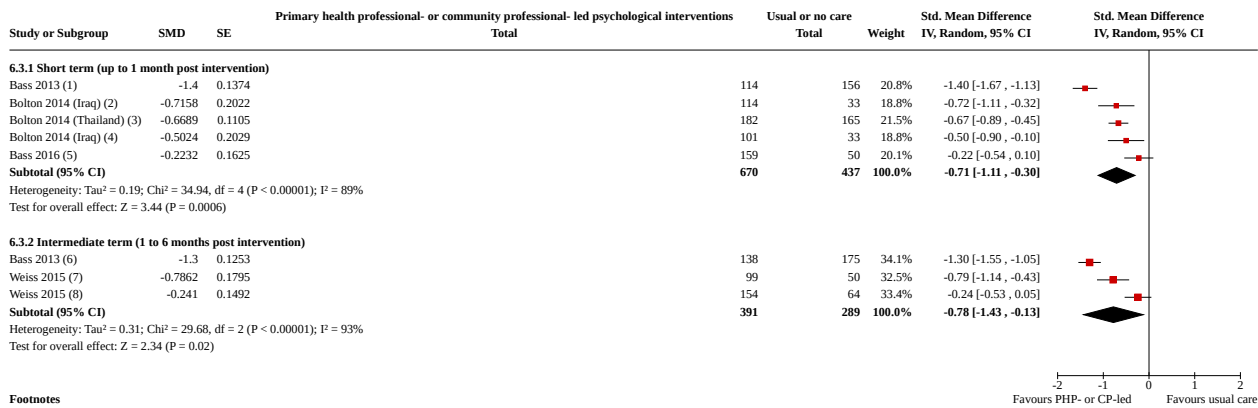 Primary health professional- or community professional- led psychological interventions Usual or no care Std. Mean Difference Std. Mean Difference
Study or Subgroup SMD SE Total Total Weight IV, Random, 95% CI IV, Random, 95% CI
6.3.1 Short term (up to 1 month post intervention)
Bass 2013 (1) -1.4 0.1374 114 156 20.8% -1.40 [-1.67 , -1.13]
Bolton 2014 (Iraq) (2) -0.7158 0.2022 114 33 18.8% -0.72 [-1.11 , -0.32]
Bolton 2014 (Thailand) (3) -0.6689 0.1105 182 165 21.5% -0.67 [-0.89 , -0.45]
Bolton 2014 (Iraq) (4) -0.5024 0.2029 101 33 18.8% -0.50 [-0.90 , -0.10]
Bass 2016 (5) -0.2232 0.1625 159 50 20.1% -0.22 [-0.54 , 0.10]
Subtotal (95% CI) 670 437 100.0% -0.71 [-1.11 , -0.30]
Heterogeneity: Tau² = 0.19; Chi² = 34.94, df = 4 (P < 0.00001); I² = 89%
Test for overall effect: Z = 3.44 (P = 0.0006)
6.3.2 Intermediate term (1 to 6 months post intervention)
Bass 2013 (6) -1.3 0.1253 138 175 34.1% -1.30 [-1.55 , -1.05]
Weiss 2015 (7) -0.7862 0.1795 99 50 32.5% -0.79 [-1.14 , -0.43]
Weiss 2015 (8) -0.241 0.1492 154 64 33.4% -0.24 [-0.53 , 0.05]
Subtotal (95% CI) 391 289 100.0% -0.78 [-1.43 , -0.13]
Heterogeneity: Tau² = 0.31; Chi² = 29.68, df = 2 (P < 0.00001); I² = 93%
Test for overall effect: Z = 2.34 (P = 0.02)
-2 -1 0 1 2
Footnotes Favours PHP- or CP-led Favours usual care